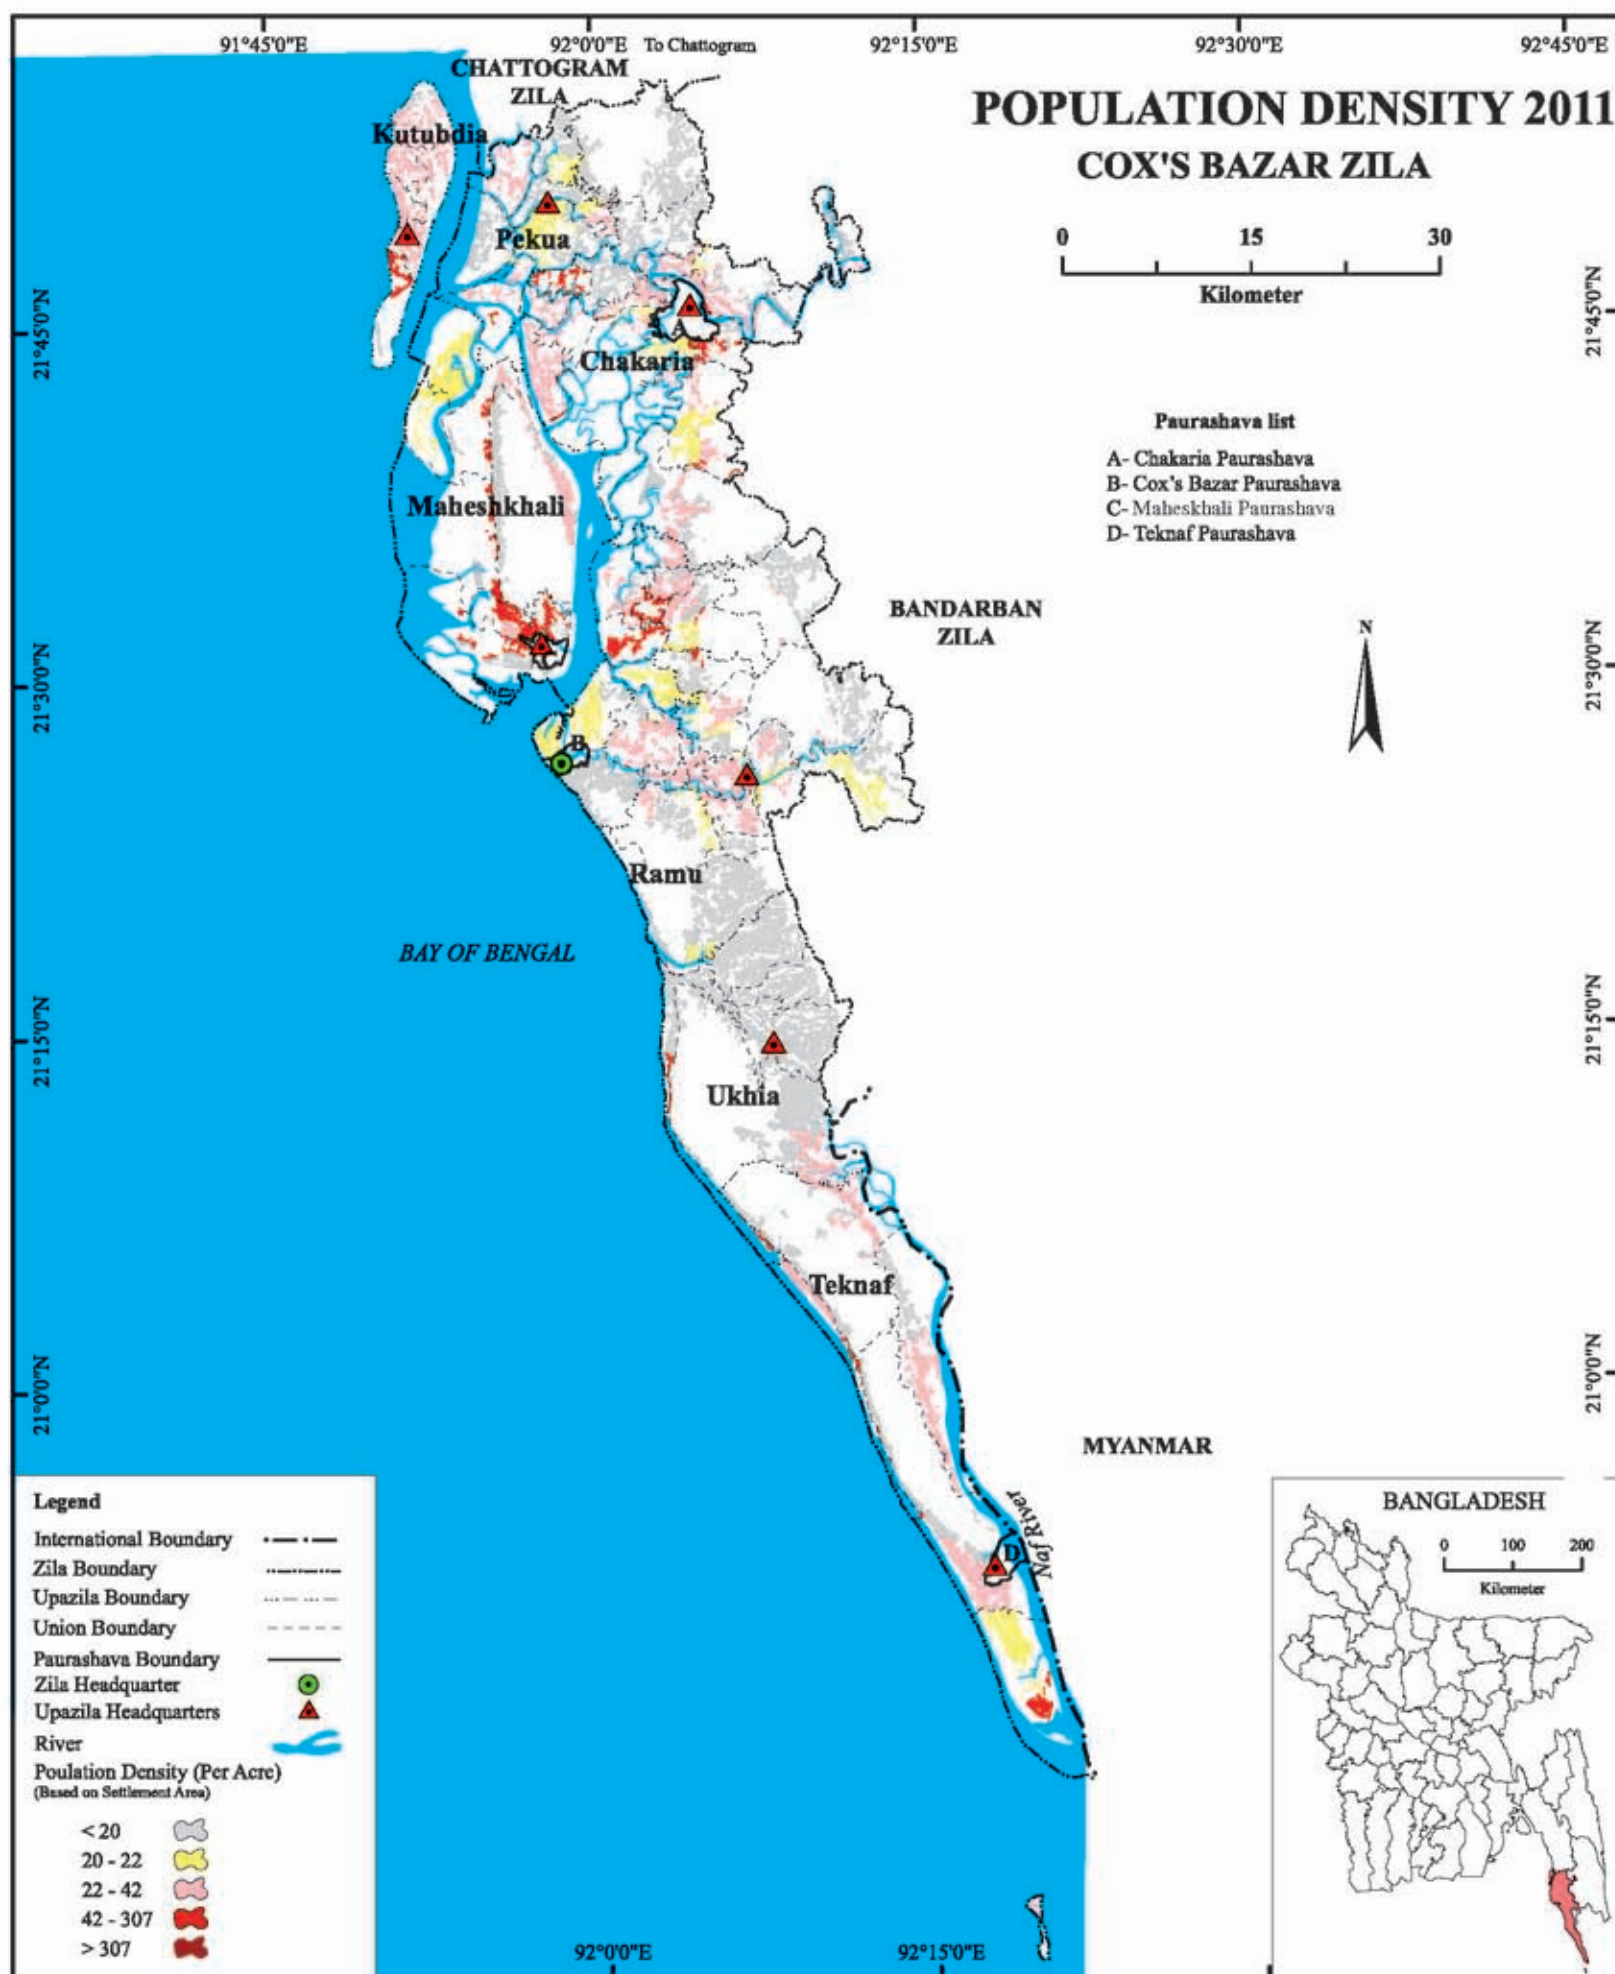 91°45'0"E
92°0'0"E
To Chattogram
92°15'0"E
92°30'0"E
92°45'0"E
CHATTOGRAM
ZILA
POPULATION DENSITY 2011
COX'S BAZAR ZILA
Kutubdia
Pekua
0 15 30
Kilometer
21°45'0"N
21°45'0"N
A
Chakaria
Paurashava list
A- Chakaria Paurashava
B- Cox's Bazar Paurashava
C- Maheskhali Paurashava
D- Teknaf Paurashava
Maheshkhali
BANDARBAN
ZILA
N
21°30'0"N
21°30'0"N
B
Ramu
BAY OF BENGAL
21°15'0"N
21°15'0"N
Ukhia
Teknaf
21°0'0"N
21°0'0"N
MYANMAR
Naf River
D
Legend
International Boundary
Zila Boundary
Upazila Boundary
Union Boundary
Paurashava Boundary
Zila Headquarter
Upazila Headquarters
River
Poulation Density (Per Acre)
(Based on Settlement Area)
< 20
20 - 22
22 - 42
42 - 307
> 307
BANGLADESH
0 100 200
Kilometer
92°0'0"E
92°15'0"E